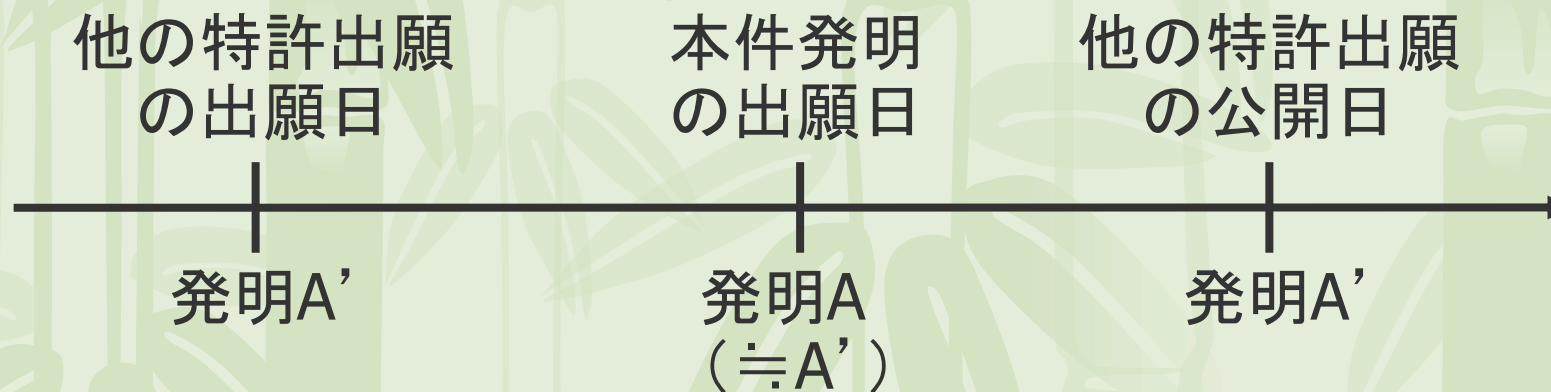 他の特許出願
の出願日
本件発明
の出願日
他の特許出願
の公開日
発明A’
発明A
（≒A’）
発明A’